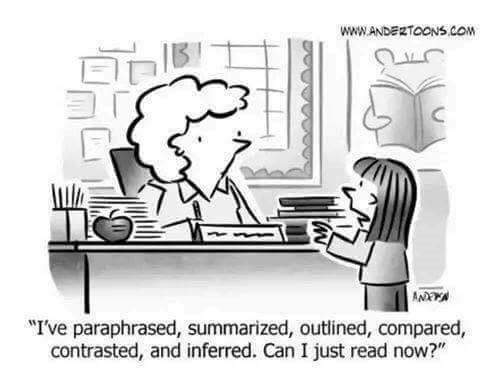 WWW.ANDERTOONS.COM
ANDERSON
"I've paraphrased, summarized, outlined, compared,
contrasted, and inferred. Can I just read now?"